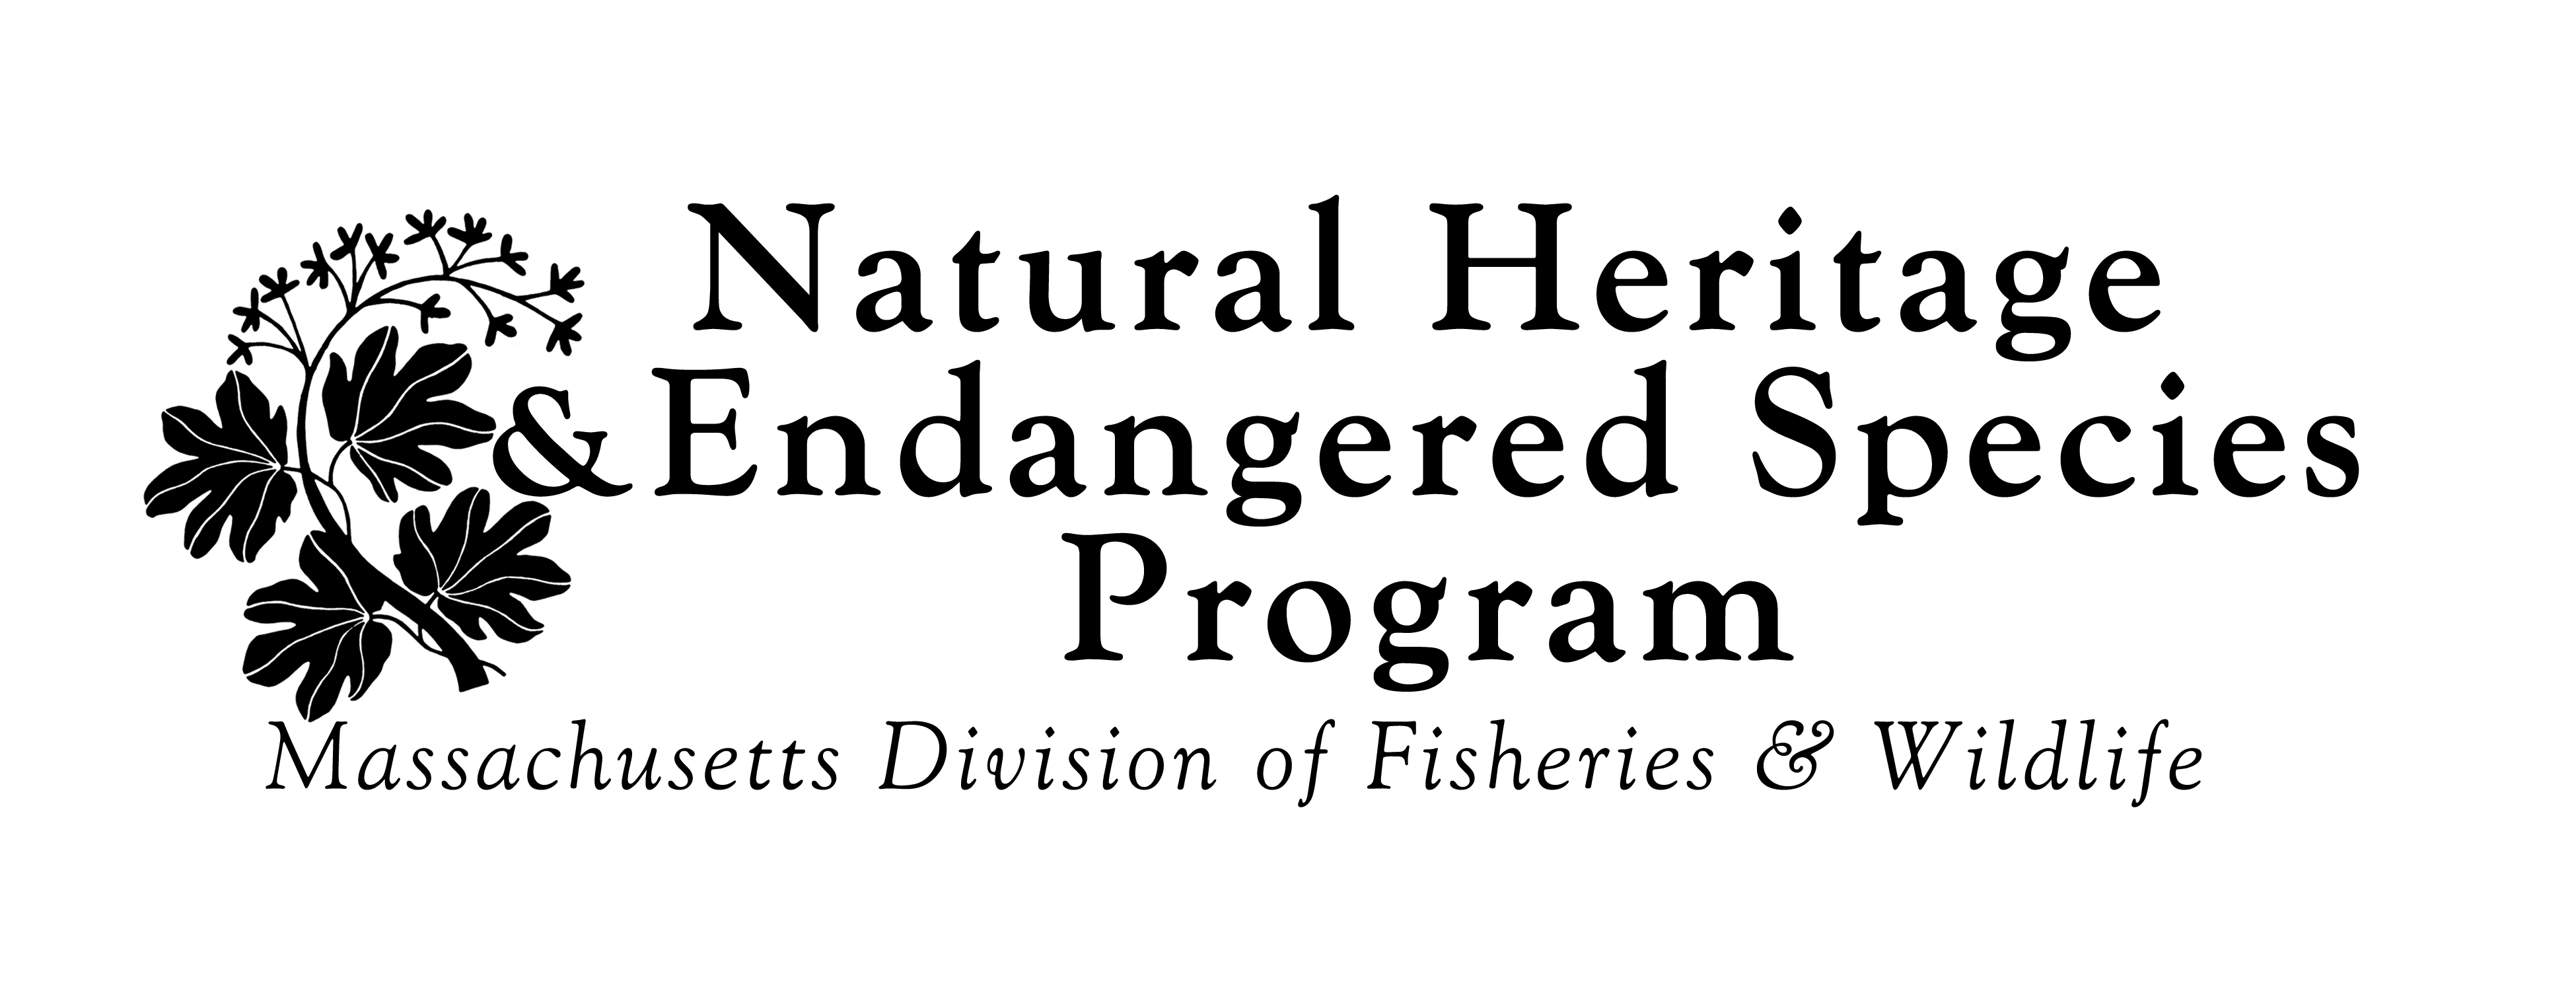 Natural Heritage
& Endangered Species
Program
Massachusetts Division of Fisheries & Wildlife